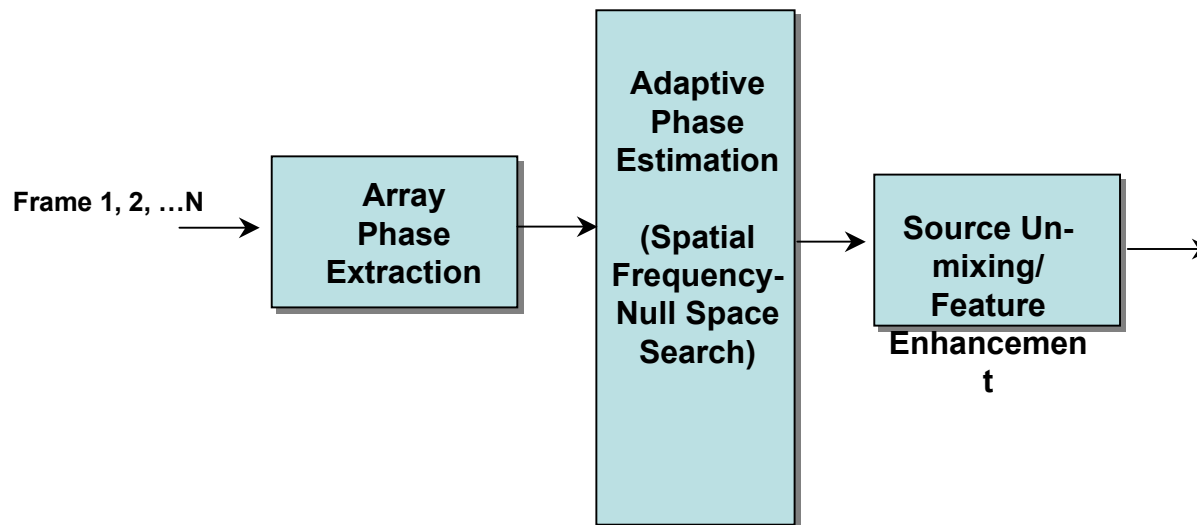 Frame 1, 2, …N
Array
Phase
Extraction
Adaptive
Phase
Estimation
(Spatial
Frequency-
Null Space
Search)
Source Un-
mixing/
Feature
Enhancemen
t